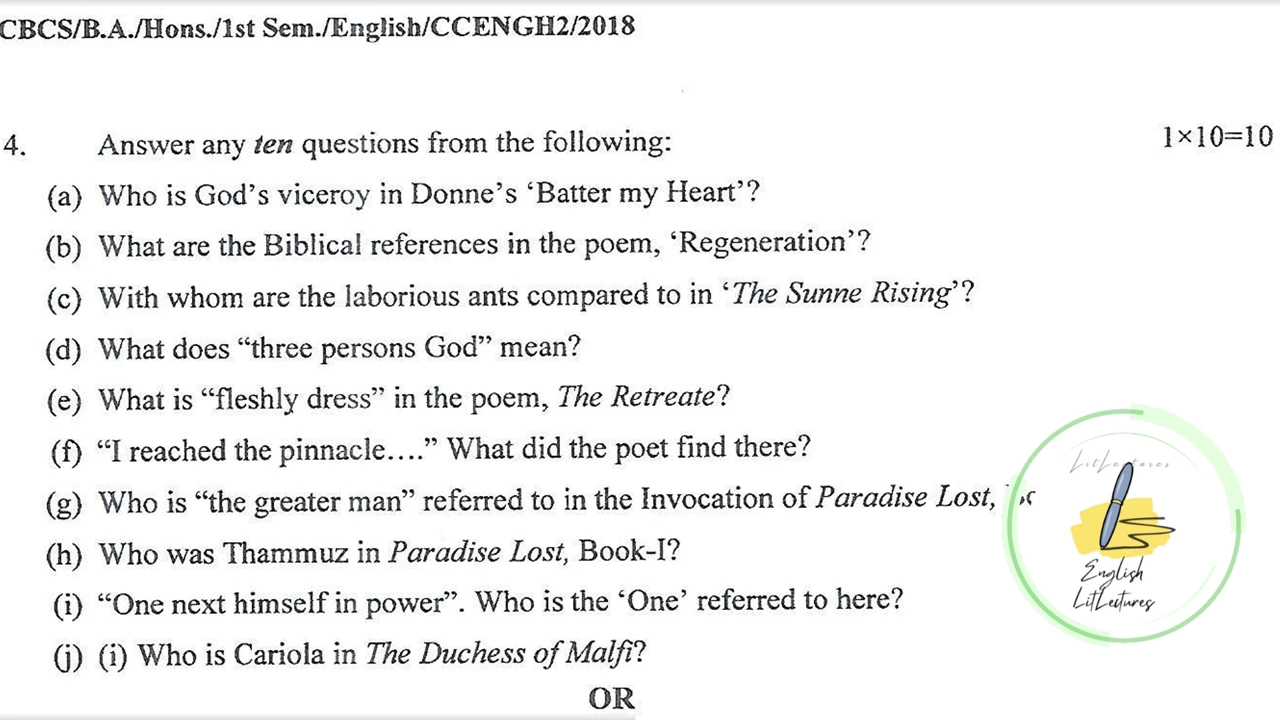 CBCS/B.A./Hons./1st Sem./English/CCENGH2/2018
4. Answer any ten questions from the following: 1×10=10
(a) Who is God's viceroy in Donne's ‘Batter my Heart’?
(b) What are the Biblical references in the poem, ‘Regeneration’?
(c) With whom are the laborious ants compared to in ‘The Sunne Rising’?
(d) What does “three persons God” mean?
(e) What is “fleshly dress” in the poem, The Retreate?
(f) “I reached the pinnacle....” What did the poet find there?
(g) Who is “the greater man” referred to in the Invocation of Paradise Lost,
(h) Who was Thammuz in Paradise Lost, Book-I?
(i) “One next himself in power”. Who is the ‘One’ referred to here?
(j) (i) Who is Cariola in The Duchess of Malfi?
OR
English
LitLectures